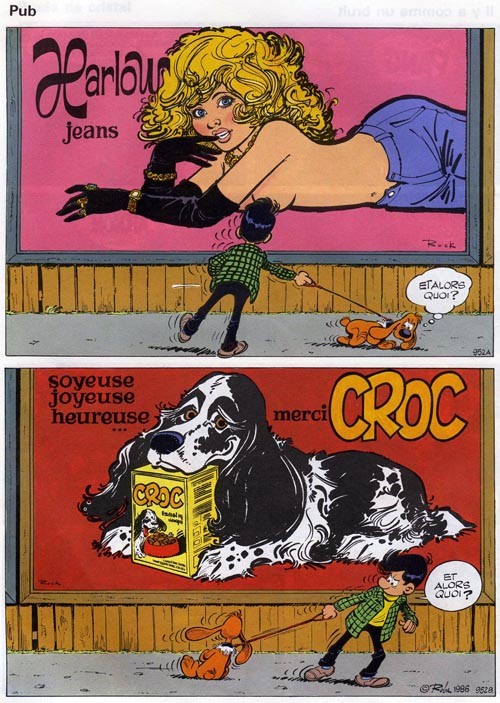 Pub
Harlow
jeans
Rock
ET ALORS
QUOI?
952A
soyeuse
joyeuse
heureuse
...
merci CROC
CROC
Rock
ET
ALORS
QUOI?
© Roba 1986 952B